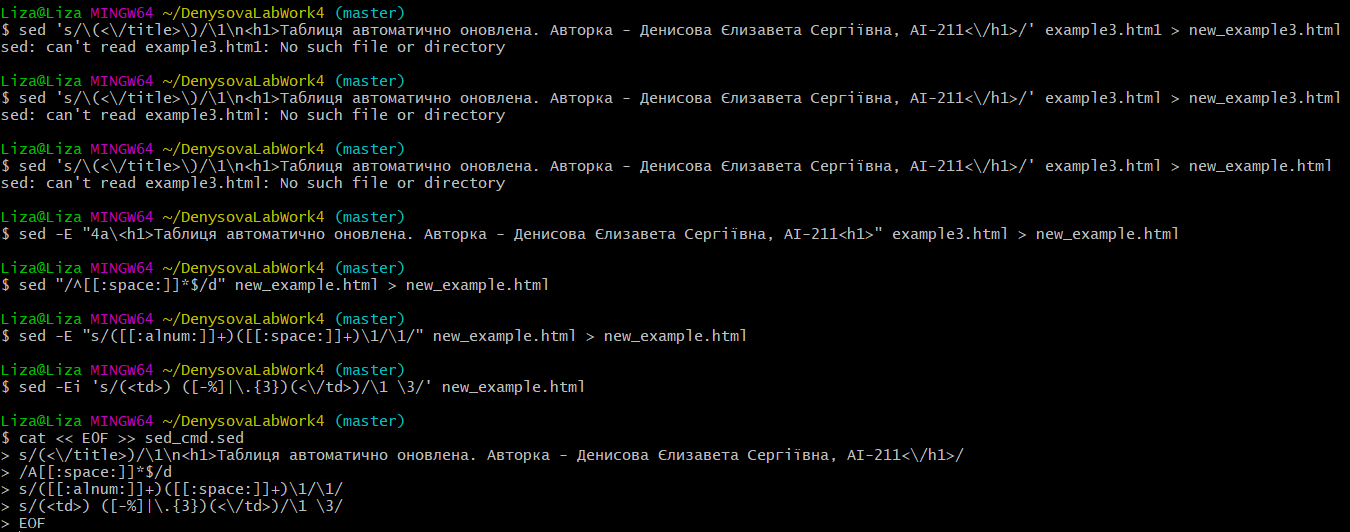 Liza@Liza MINGW64 ~/DenysovaLabWork4 (master)
$ sed 's/\(<\/title>\)/\1\n<h1>Таблиця автоматично оновлена. Авторка - Денисова Єлизавета Сергіївна, АІ-211<\/h1>/' example3.htm1 > new_example3.html
sed: can't read example3.htm1: No such file or directory
Liza@Liza MINGW64 ~/DenysovaLabWork4 (master)
$ sed 's/\(<\/title>\)/\1\n<h1>Таблиця автоматично оновлена. Авторка - Денисова Єлизавета Сергіївна, АІ-211<\/h1>/' example3.html > new_example3.html
sed: can't read example3.html: No such file or directory
Liza@Liza MINGW64 ~/DenysovaLabWork4 (master)
$ sed 's/\(<\/title>\)/\1\n<h1>Таблиця автоматично оновлена. Авторка - Денисова Єлизавета Сергіївна, АІ-211<\/h1>/' example3.html > new_example.html
sed: can't read example3.html: No such file or directory
Liza@Liza MINGW64 ~/DenysovaLabWork4 (master)
$ sed -E "4a\<h1>Таблиця автоматично оновлена. Авторка - Денисова Єлизавета Сергіївна, АІ-211<h1>" example3.html > new_example.html
Liza@Liza MINGW64 ~/DenysovaLabWork4 (master)
$ sed "/^[[:space:]]*$/d" new_example.html > new_example.html
Liza@Liza MINGW64 ~/DenysovaLabWork4 (master)
$ sed -E "s/([[:alnum:]]+)([[:space:]]+)\1/\1/" new_example.html > new_example.html
Liza@Liza MINGW64 ~/DenysovaLabWork4 (master)
$ sed -Ei 's/(<td>) ([-%]|\.{3})(<\/td>)/\1 \3/' new_example.html
Liza@Liza MINGW64 ~/DenysovaLabWork4 (master)
$ cat << EOF >> sed_cmd.sed
> s/(<\/title>)/\1\n<h1>Таблиця автоматично оновлена. Авторка - Денисова Єлизавета Сергіївна, АІ-211<\/h1>/
> /A[[:space:]]*$/d
> s/([[:alnum:]]+)([[:space:]]+)\1/\1/
> s/(<td>) ([-%]|\.{3})(<\/td>)/\1 \3/
> EOF